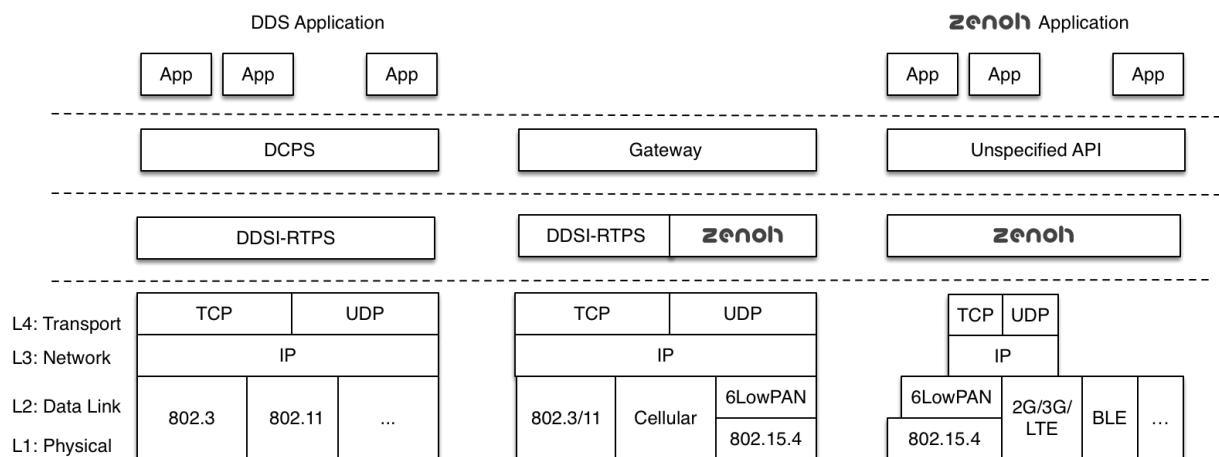 DDS Application
zenoh Application
App App App
App App App
DCPS
Gateway
Unspecified API
DDSI-RTPS
DDSI-RTPS zenoh
zenoh
L4: Transport
L3: Network
L2: Data Link
L1: Physical
TCP UDP
IP
802.3 802.11 ...
TCP UDP
IP
802.3/11 Cellular
6LowPAN
802.15.4
TCP UDP
IP
6LowPAN
802.15.4
2G/3G/
LTE
BLE
...